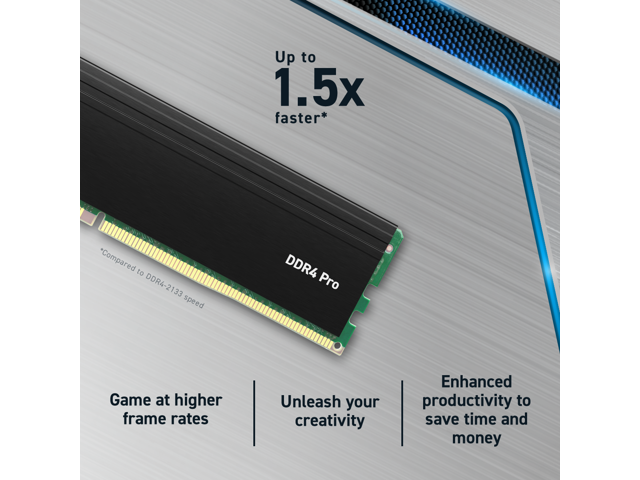 Up to
1.5x
faster*
DDR4 Pro
*Compared to DDR4-2133 speed
Game at higher
frame rates
Unleash your
creativity
Enhanced
productivity to
save time and
money